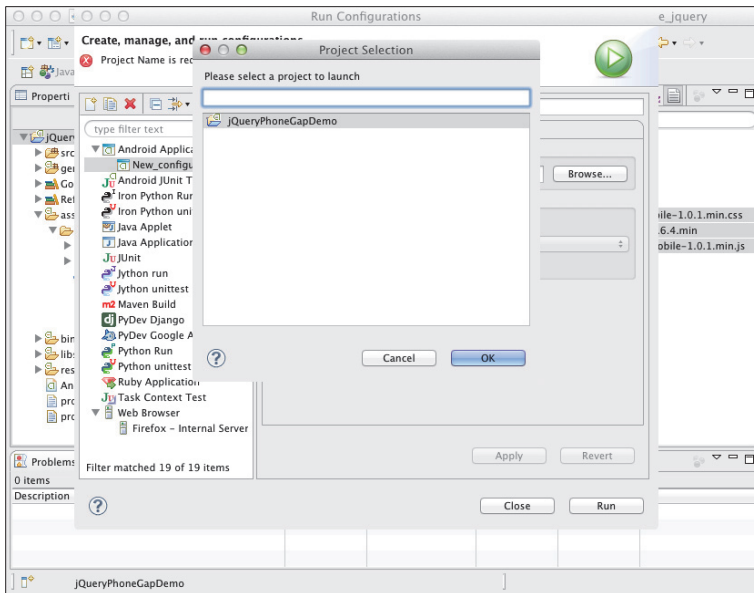 Run Configurations
e_jquery
Create, manage, and run configurations
Project Name is rec
Java
Project Selection
Please select a project to launch
jQueryPhoneGapDemo
Cancel
OK
Properti
jQuer
src
ger
Go
Ref
ass
bin
libs
res
An
pro
pro
type filter text
Android Applica
New_configu
Android JUnit T
Iron Python Run
Iron Python uni
Java Applet
Java Application
JUnit
Jython run
Jython unittest
Maven Build
PyDev Django
PyDev Google A
Python Run
Python unittest
Ruby Application
Task Context Test
Web Browser
Firefox - Internal Server
Filter matched 19 of 19 items
Browse...
bile-1.0.1.min.css
.6.4.min
obile-1.0.1.min.js
Apply
Revert
Close
Run
Problems
0 items
Description
jQueryPhoneGapDemo